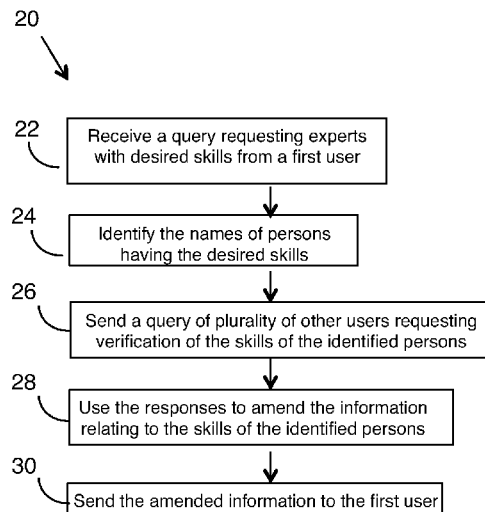 20
22
Receive a query requesting experts
with desired skills from a first user
24
Identify the names of persons
having the desired skills
26
Send a query of plurality of other users requesting
verification of the skills of the identified persons
28
Use the responses to amend the information
relating to the skills of the identified persons
30
Send the amended information to the first user